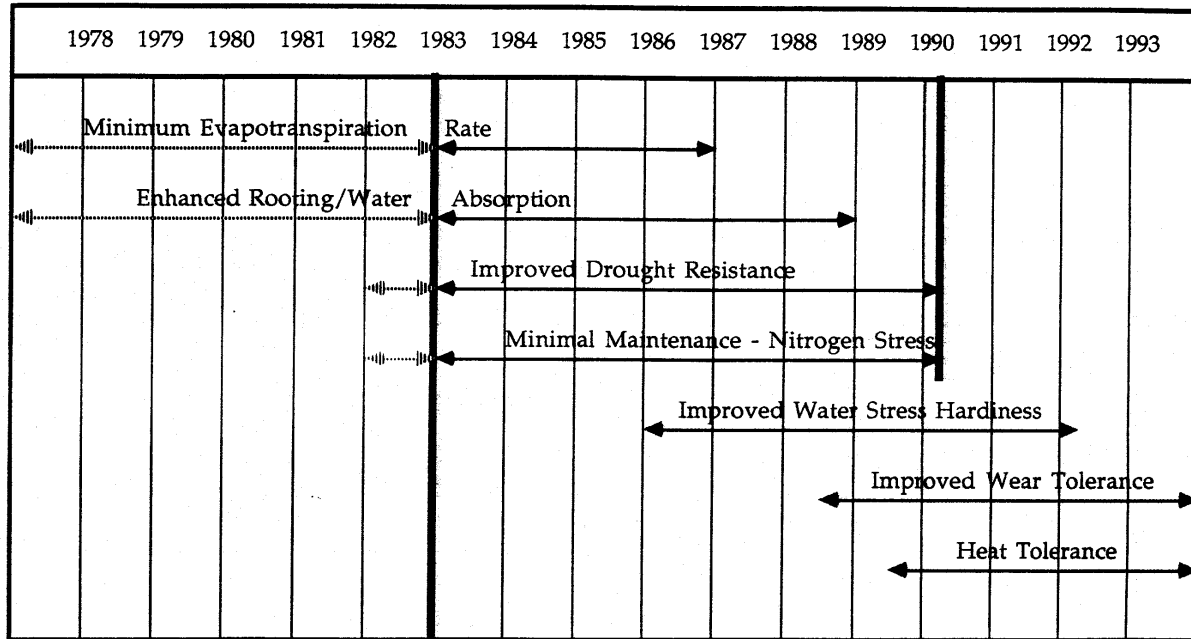 1978 1979 1980 1981 1982 1983 1984 1985 1986 1987 1988 1989 1990 1991 1992 1993
Minimum Evapotranspiration Rate
Enhanced Rooting/Water Absorption
Improved Drought Resistance
Minimal Maintenance - Nitrogen Stress
Improved Water Stress Hardiness
Improved Wear Tolerance
Heat Tolerance